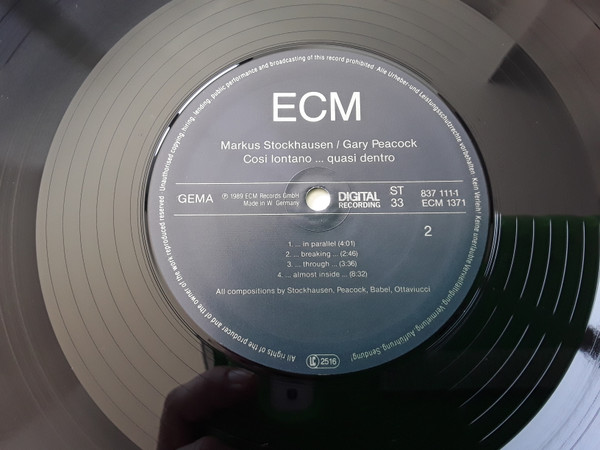 ECM
Markus Stockhausen / Gary Peacock
Cosi lontano ... quasi dentro
GEMA
℗ 1989 ECM Records GmbH
Made in W. Germany
DIGITAL
RECORDING
ST
33
837 111-1
ECM 1371
2
1. ... in parallel (4:01)
2. ... breaking ... (2:46)
3. ... through ... (3:36)
4. ... almost inside ... (8:32)
All compositions by Stockhausen, Peacock, Babel, Ottaviucci
LC 2516
All rights of the producer and of the owner of the work reproduced reserved · Unauthorised copying, hiring, lending, public performance and broadcasting of this record prohibited · Alle Urheber- und Leistungsschutzrechte vorbehalten · Kein Verleih! Keine unerlaubte Vervielfältigung, Vermietung, Aufführung, Sendung!